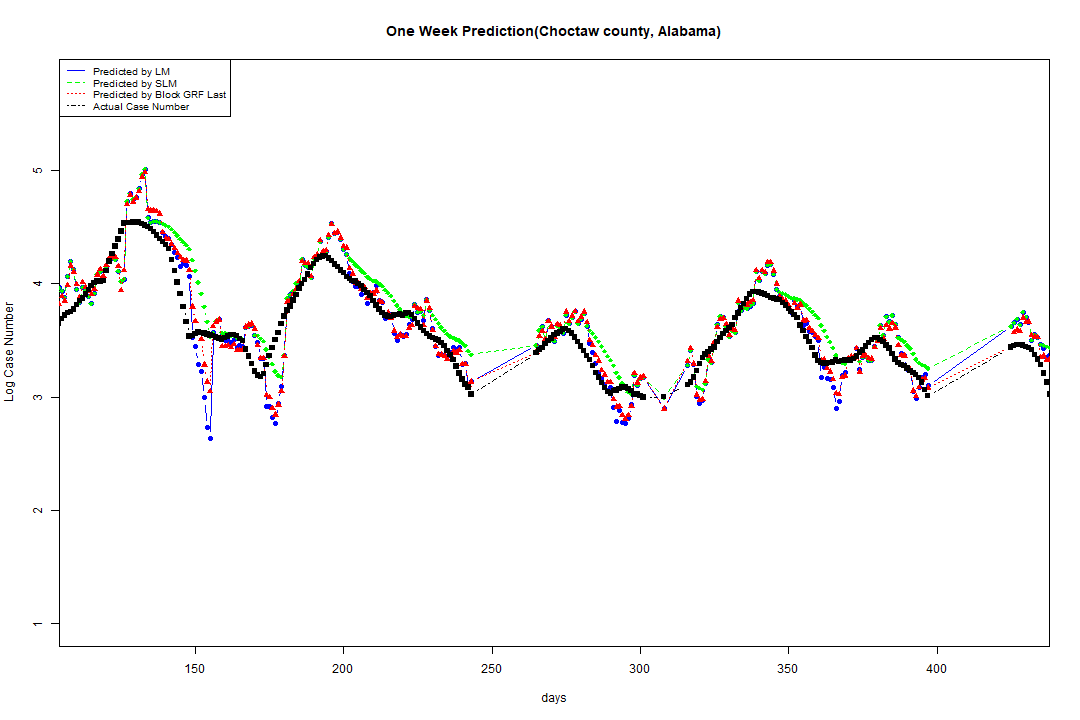 One Week Prediction(Choctaw county, Alabama)
Predicted by LM
Predicted by SLM
Predicted by Block GRF Last
Actual Case Number
Log Case Number
5
4
3
2
1
150 200 250 300 350 400
days